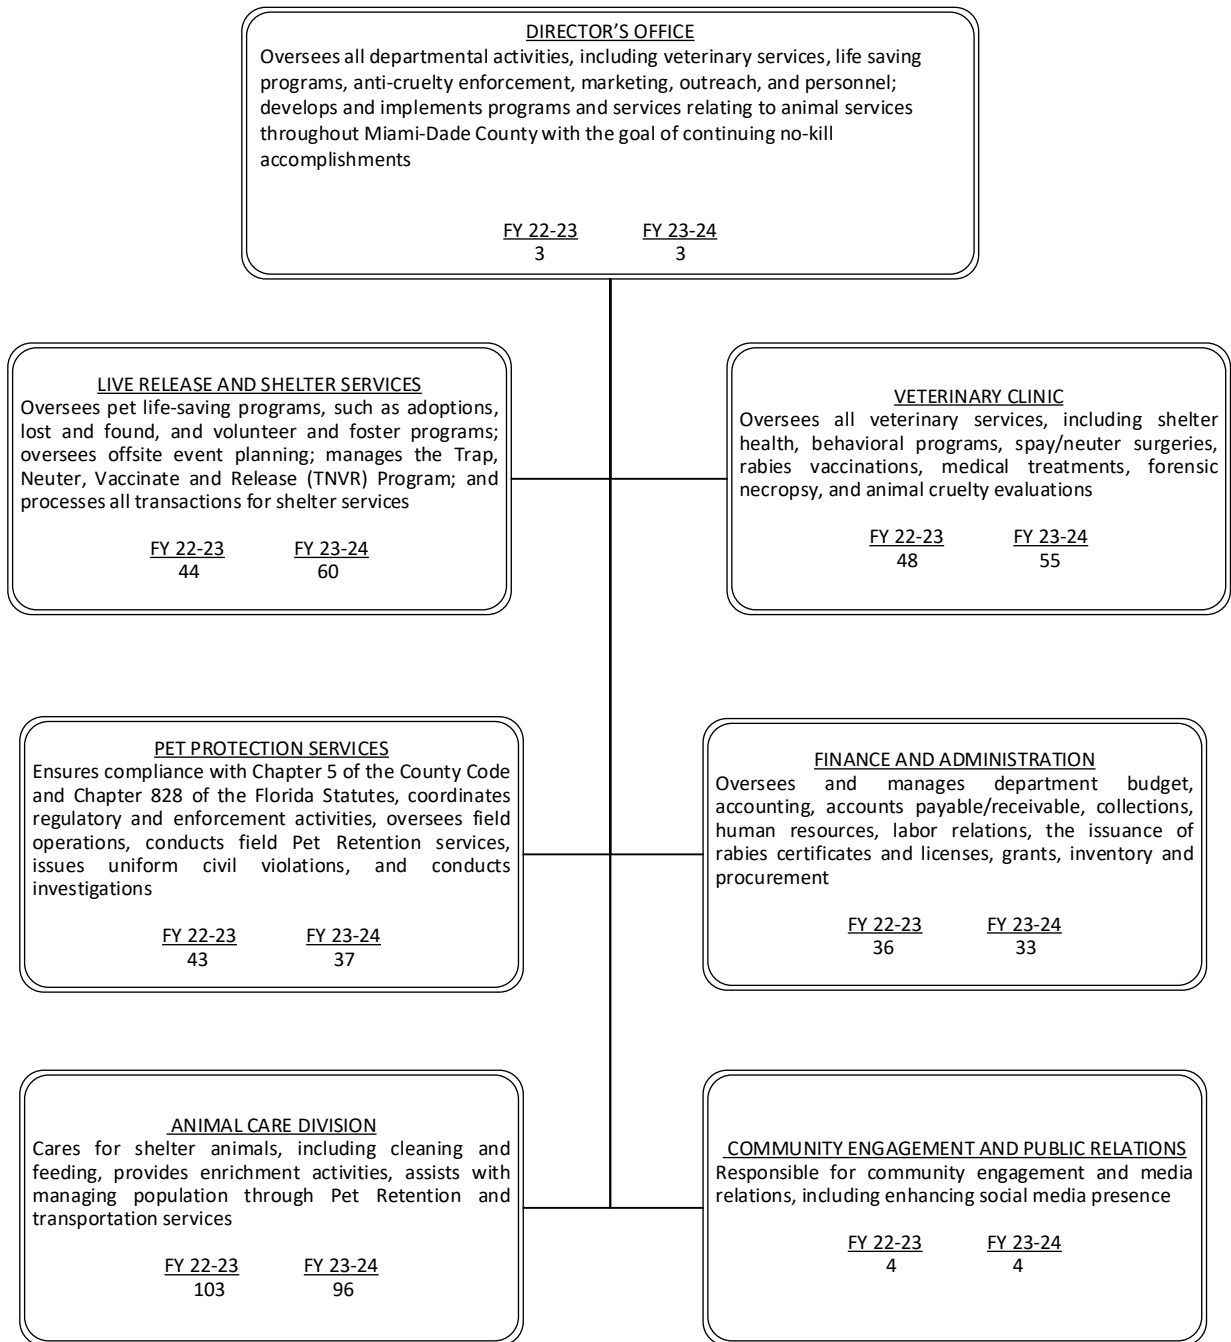 DIRECTOR'S OFFICE
Oversees all departmental activities, including veterinary services, life saving
programs, anti-cruelty enforcement, marketing, outreach, and personnel;
develops and implements programs and services relating to animal services
throughout Miami-Dade County with the goal of continuing no-kill
accomplishments
FY 22-23 FY 23-24
3 3
LIVE RELEASE AND SHELTER SERVICES
Oversees pet life-saving programs, such as adoptions,
lost and found, and volunteer and foster programs;
oversees offsite event planning; manages the Trap,
Neuter, Vaccinate and Release (TNVR) Program; and
processes all transactions for shelter services
FY 22-23 FY 23-24
44 60
VETERINARY CLINIC
Oversees all veterinary services, including shelter
health, behavioral programs, spay/neuter surgeries,
rabies vaccinations, medical treatments, forensic
necropsy, and animal cruelty evaluations
FY 22-23 FY 23-24
48 55
PET PROTECTION SERVICES
Ensures compliance with Chapter 5 of the County Code
and Chapter 828 of the Florida Statutes, coordinates
regulatory and enforcement activities, oversees field
operations, conducts field Pet Retention services,
issues uniform civil violations, and conducts
investigations
FY 22-23 FY 23-24
43 37
FINANCE AND ADMINISTRATION
Oversees and manages department budget,
accounting, accounts payable/receivable, collections,
human resources, labor relations, the issuance of
rabies certificates and licenses, grants, inventory and
procurement
FY 22-23 FY 23-24
36 33
ANIMAL CARE DIVISION
Cares for shelter animals, including cleaning and
feeding, provides enrichment activities, assists with
managing population through Pet Retention and
transportation services
FY 22-23 FY 23-24
103 96
COMMUNITY ENGAGEMENT AND PUBLIC RELATIONS
Responsible for community engagement and media
relations, including enhancing social media presence
FY 22-23 FY 23-24
4 4